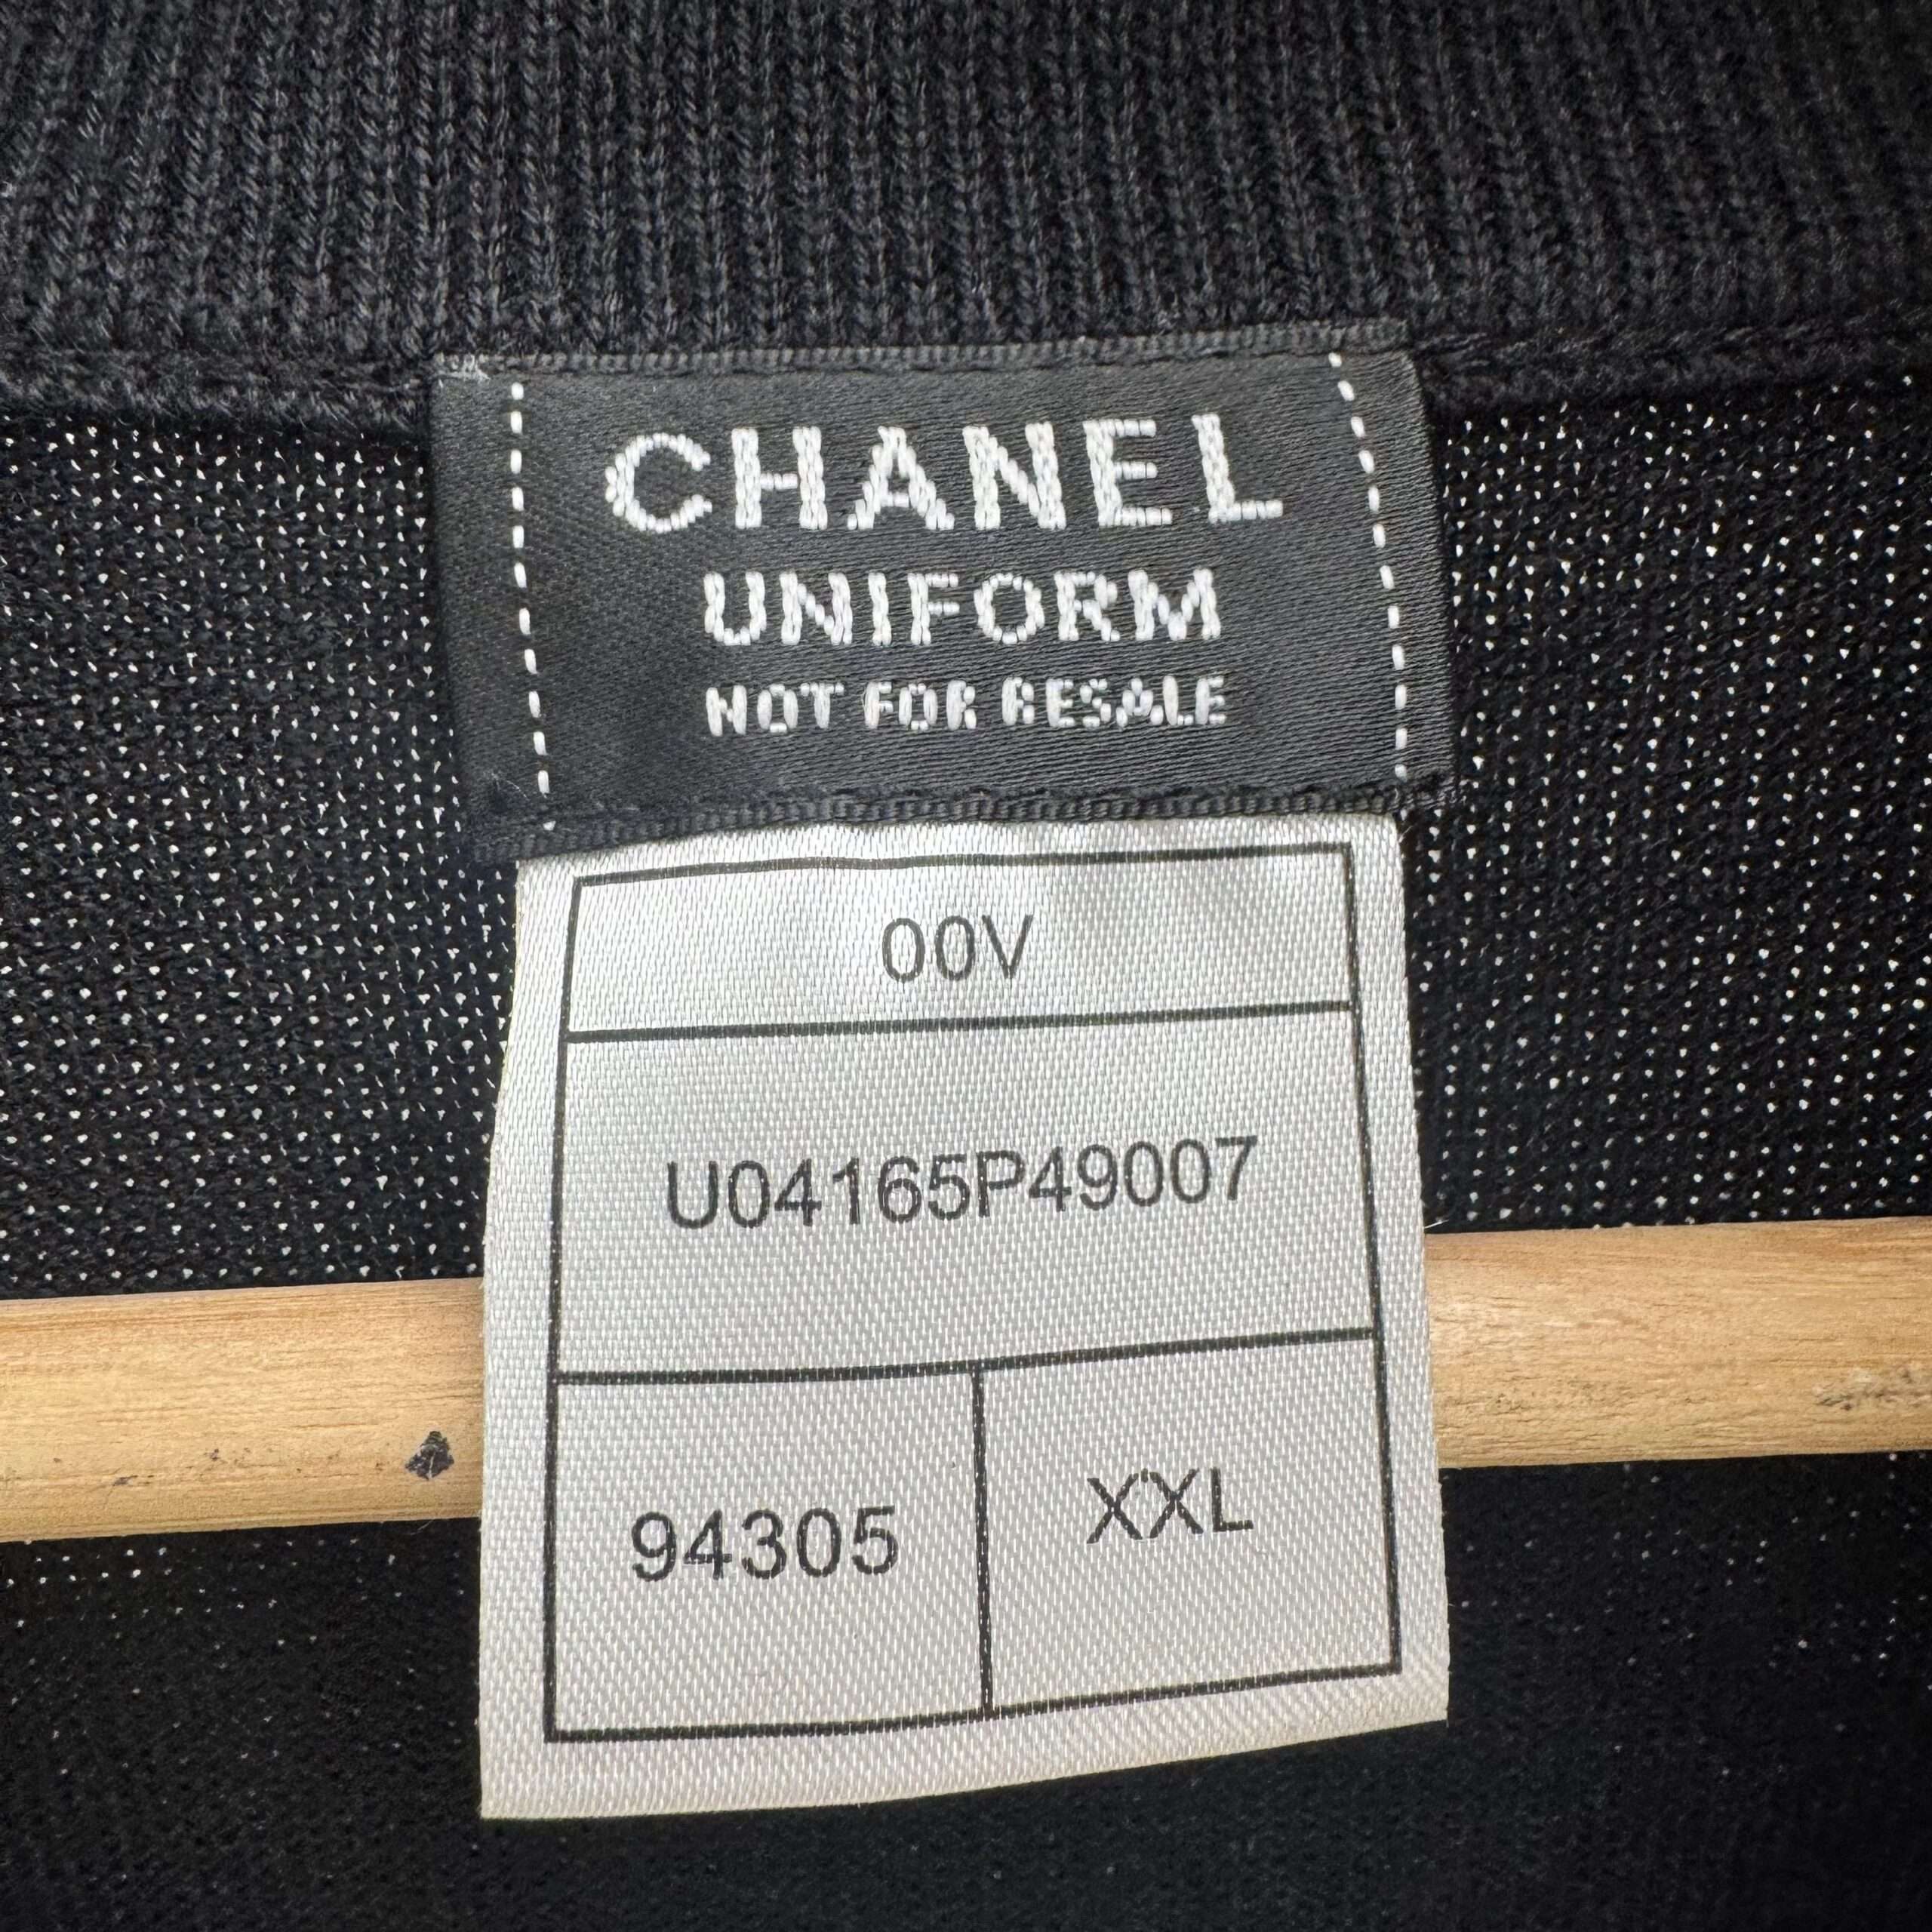 CHANEL
UNIFORM
NOT FOR RESALE
00V
U04165P49007
94305 XXL